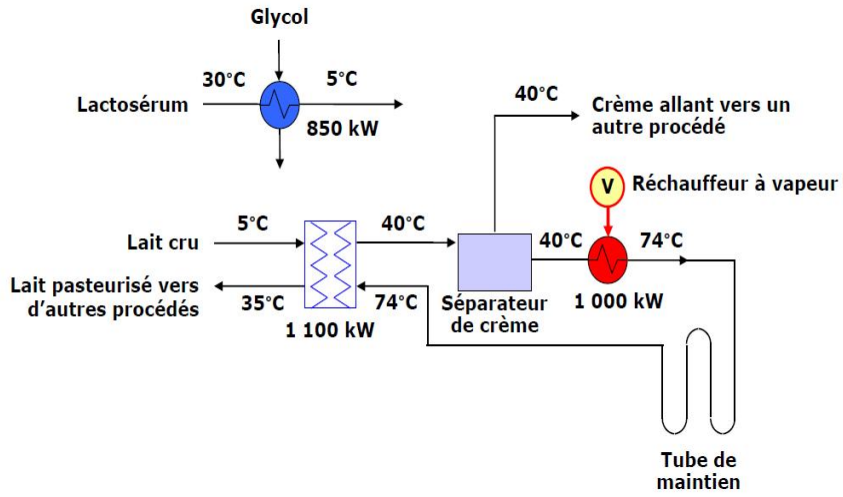 Glycol
30°C
5°C
Lactosérum
850 kW
40°C
Crème allant vers un
autre procédé
V
Réchauffeur à vapeur
5°C
40°C
Lait cru
40°C
74°C
Lait pasteurisé vers
d'autres procédés
35°C
74°C
1 100 kW
Séparateur
de crème
1 000 kW
Tube de
maintien